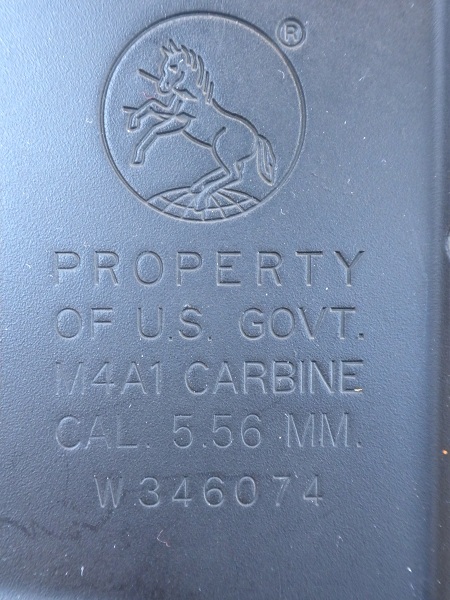 ®
PROPERTY
OF U.S. GOVT.
M4A1 CARBINE
CAL. 5.56 MM.
W346074